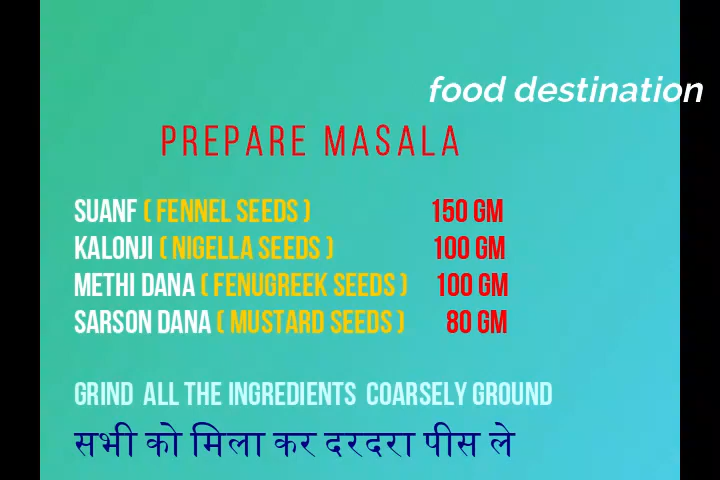 food destination
PREPARE MASALA
SUANF ( FENNEL SEEDS ) 150 GM
KALONJI ( NIGELLA SEEDS ) 100 GM
METHI DANA ( FENUGREEK SEEDS ) 100 GM
SARSON DANA ( MUSTARD SEEDS ) 80 GM
GRIND ALL THE INGREDIENTS COARSELY GROUND
सभी को मिला कर दरदरा पीस ले